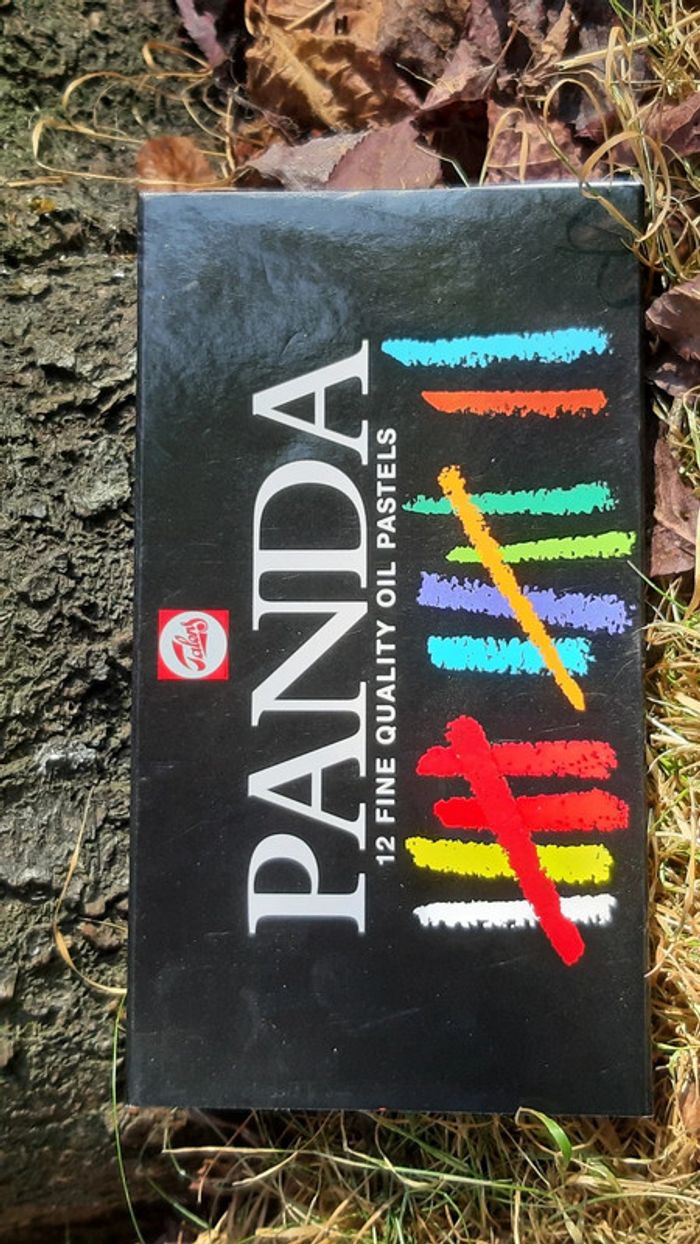 Talens
PANDA
12 FINE QUALITY OIL PASTELS